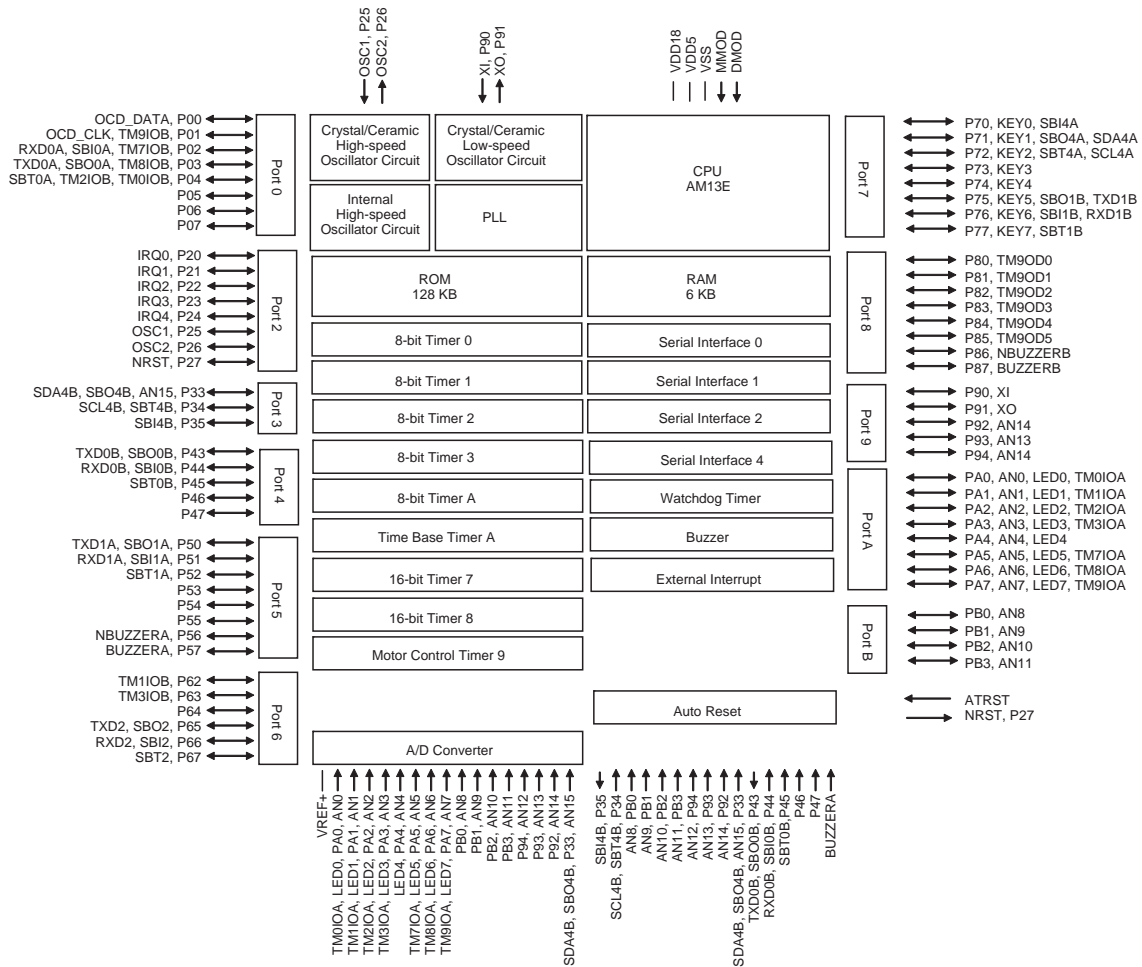 OSC1, P25
OSC2, P26
XI, P90
XO, P91
VDD18
VDD5
VSS
MMOD
DMOD
OCD_DATA, P00
OCD_CLK, TM9IOB, P01
RXD0A, SBI0A, TM7IOB, P02
TXD0A, SBO0A, TM8IOB, P03
SBT0A, TM2IOB, TM0IOB, P04
P05
P06
P07
Port 0
Crystal/Ceramic
High-speed
Oscillator Circuit
Crystal/Ceramic
Low-speed
Oscillator Circuit
Internal
High-speed
Oscillator Circuit
PLL
CPU
AM13E
Port 7
P70, KEY0, SBI4A
P71, KEY1, SBO4A, SDA4A
P72, KEY2, SBT4A, SCL4A
P73, KEY3
P74, KEY4
P75, KEY5, SBO1B, TXD1B
P76, KEY6, SBI1B, RXD1B
P77, KEY7, SBT1B
IRQ0, P20
IRQ1, P21
IRQ2, P22
IRQ3, P23
IRQ4, P24
OSC1, P25
OSC2, P26
NRST, P27
Port 2
ROM
128 KB
RAM
6 KB
Port 8
P80, TM9OD0
P81, TM9OD1
P82, TM9OD2
P83, TM9OD3
P84, TM9OD4
P85, TM9OD5
P86, NBUZZERB
P87, BUZZERB
8-bit Timer 0
Serial Interface 0
8-bit Timer 1
Serial Interface 1
SDA4B, SBO4B, AN15, P33
SCL4B, SBT4B, P34
SBI4B, P35
Port 3
8-bit Timer 2
Serial Interface 2
Port 9
P90, XI
P91, XO
P92, AN14
P93, AN13
P94, AN14
TXD0B, SBO0B, P43
RXD0B, SBI0B, P44
SBT0B, P45
P46
P47
Port 4
8-bit Timer 3
Serial Interface 4
8-bit Timer A
Watchdog Timer
Port A
PA0, AN0, LED0, TM0IOA
PA1, AN1, LED1, TM1IOA
PA2, AN2, LED2, TM2IOA
PA3, AN3, LED3, TM3IOA
PA4, AN4, LED4
PA5, AN5, LED5, TM7IOA
PA6, AN6, LED6, TM8IOA
PA7, AN7, LED7, TM9IOA
TXD1A, SBO1A, P50
RXD1A, SBI1A, P51
SBT1A, P52
P53
P54
P55
NBUZZERA, P56
BUZZERA, P57
Port 5
Time Base Timer A
Buzzer
16-bit Timer 7
External Interrupt
16-bit Timer 8
Motor Control Timer 9
Port B
PB0, AN8
PB1, AN9
PB2, AN10
PB3, AN11
TM1IOB, P62
TM3IOB, P63
P64
TXD2, SBO2, P65
RXD2, SBI2, P66
SBT2, P67
Port 6
Auto Reset
ATRST
NRST, P27
A/D Converter
VREF+
TM0IOA, LED0, PA0, AN0
TM1IOA, LED1, PA1, AN1
TM2IOA, LED2, PA2, AN2
TM3IOA, LED3, PA3, AN3
LED4, PA4, AN4
TM7IOA, LED5, PA5, AN5
TM8IOA, LED6, PA6, AN6
TM9IOA, LED7, PA7, AN7
PB0, AN8
PB1, AN9
PB2, AN10
PB3, AN11
P94, AN12
P93, AN13
P92, AN14
SDA4B, SBO4B, P33, AN15
SBI4B, P35
SCL4B, SBT4B, P34
AN8, PB0
AN9, PB1
AN10, PB2
AN11, PB3
AN12, P94
AN13, P93
AN14, P92
SDA4B, SBO4B, AN15, P33
TXD0B, SBO0B, P43
RXD0B, SBI0B, P44
SBT0B, P45
P46
P47
BUZZERA